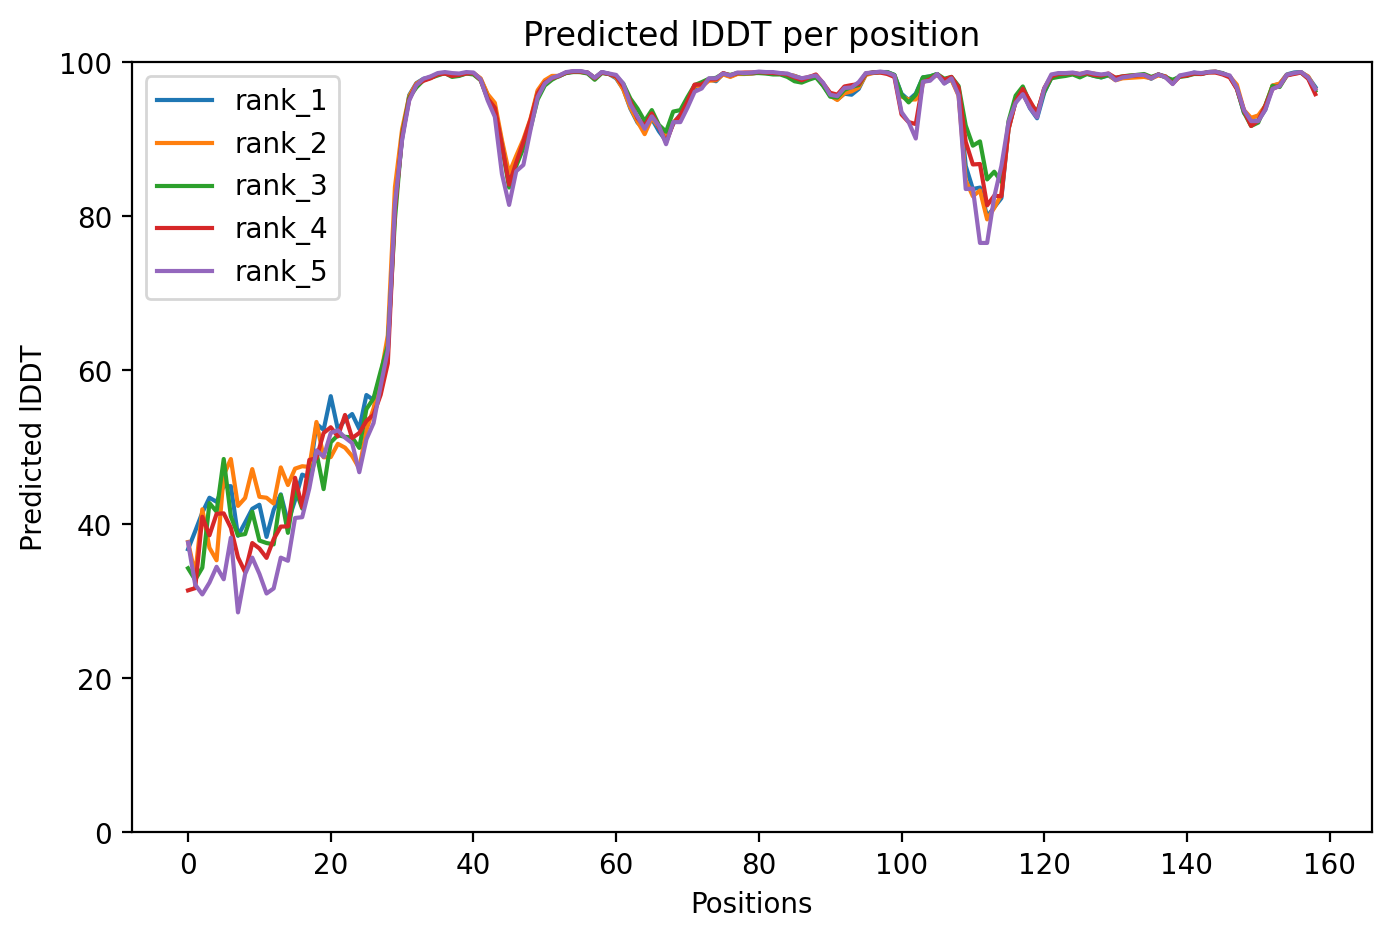 Predicted lDDT per position
100
80
60
40
20
0
Predicted lDDT
rank_1
rank_2
rank_3
rank_4
rank_5
0 20 40 60 80 100 120 140 160
Positions